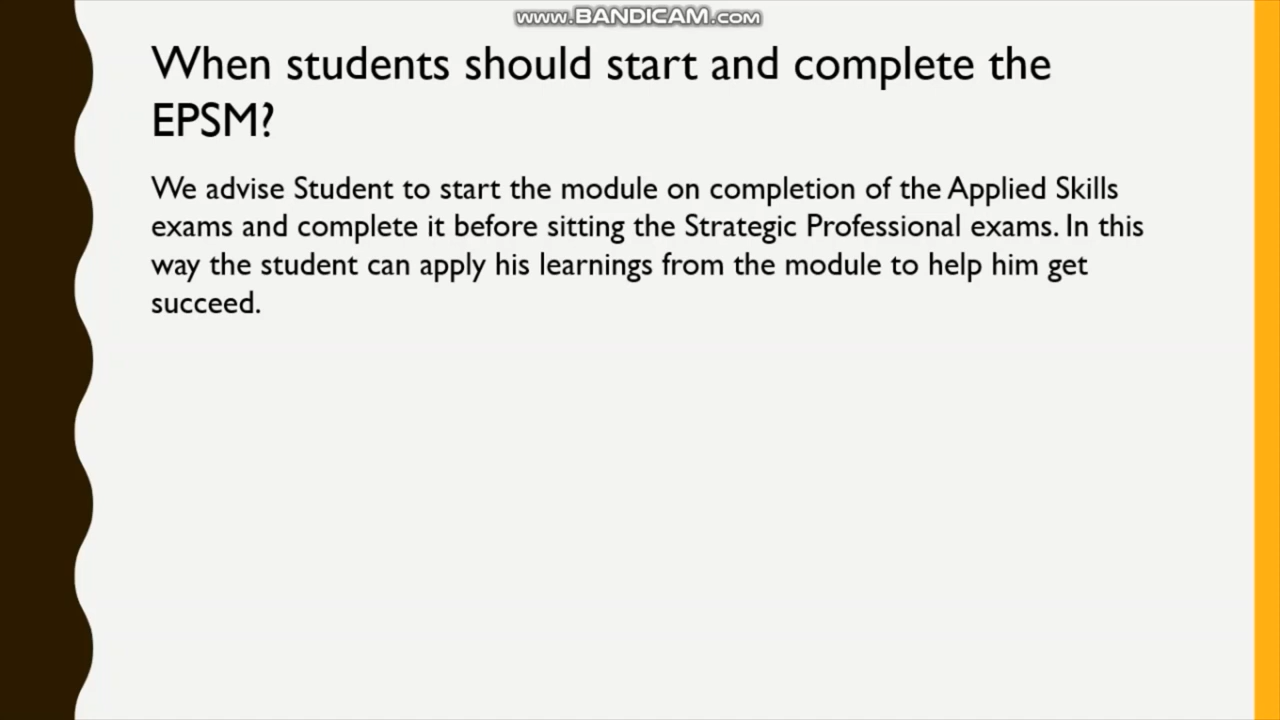 www.BANDICAM.com
When students should start and complete the
EPSM?
We advise Student to start the module on completion of the Applied Skills
exams and complete it before sitting the Strategic Professional exams. In this
way the student can apply his learnings from the module to help him get
succeed.